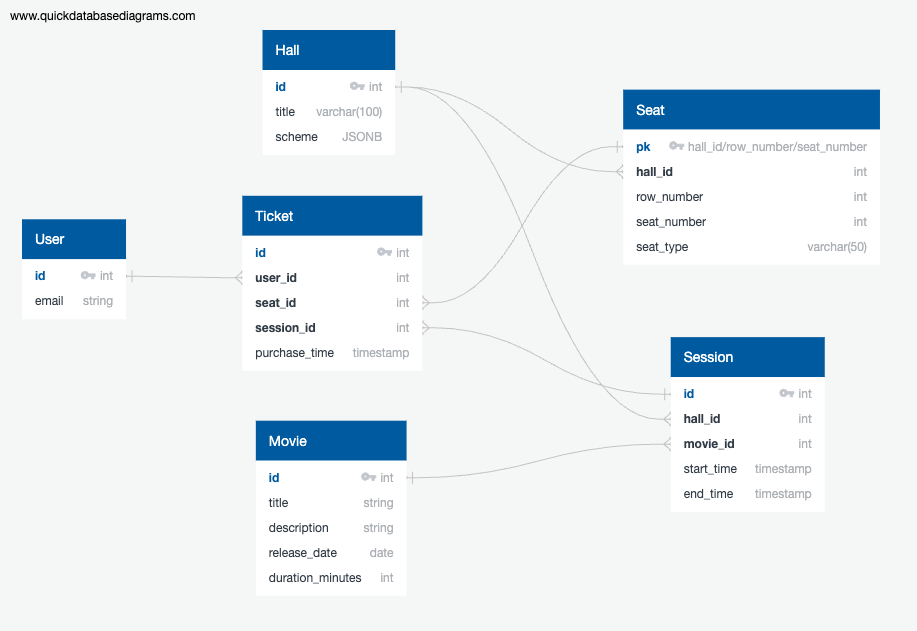 www.quickdatabasediagrams.com
Hall
id int
title varchar(100)
scheme JSONB
Seat
pk hall_id/row_number/seat_number
hall_id int
row_number int
seat_number int
seat_type varchar(50)
Ticket
id int
user_id int
seat_id int
session_id int
purchase_time timestamp
User
id int
email string
Session
id int
hall_id int
movie_id int
start_time timestamp
end_time timestamp
Movie
id int
title string
description string
release_date date
duration_minutes int